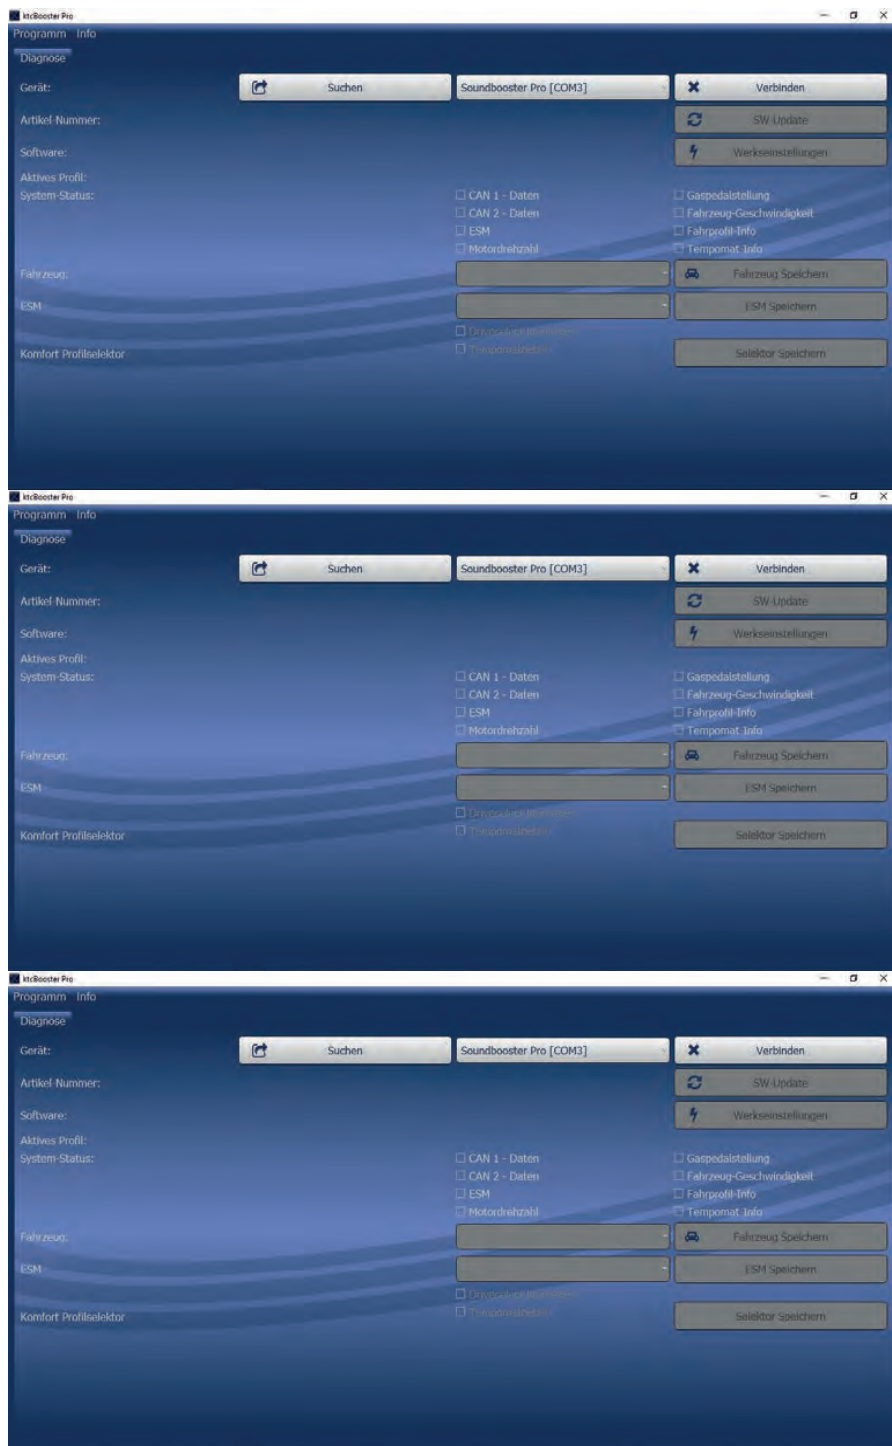 ktcBooster Pro
Programm Info
Diagnose
Gerät: Suchen Soundbooster Pro [COM3] Verbinden
Artikel-Nummer: SW-Update
Software: Werkseinstellungen
Aktives Profil:
System-Status: CAN 1 - Daten Gaspedalstellung
CAN 2 - Daten Fahrzeug-Geschwindigkeit
ESM Fahrprofil-Info
Motordrehzahl Tempomat Info
Fahrzeug: Fahrzeug Speichern
ESM ESM Speichern
Komfort Profilselektor Selektor Speichern
ktcBooster Pro
Programm Info
Diagnose
Gerät: Suchen Soundbooster Pro [COM3] Verbinden
Artikel-Nummer: SW-Update
Software: Werkseinstellungen
Aktives Profil:
System-Status: CAN 1 - Daten Gaspedalstellung
CAN 2 - Daten Fahrzeug-Geschwindigkeit
ESM Fahrprofil-Info
Motordrehzahl Tempomat Info
Fahrzeug: Fahrzeug Speichern
ESM ESM Speichern
Komfort Profilselektor Selektor Speichern
ktcBooster Pro
Programm Info
Diagnose
Gerät: Suchen Soundbooster Pro [COM3] Verbinden
Artikel-Nummer: SW-Update
Software: Werkseinstellungen
Aktives Profil:
System-Status: CAN 1 - Daten Gaspedalstellung
CAN 2 - Daten Fahrzeug-Geschwindigkeit
ESM Fahrprofil-Info
Motordrehzahl Tempomat Info
Fahrzeug: Fahrzeug Speichern
ESM ESM Speichern
Komfort Profilselektor Selektor Speichern